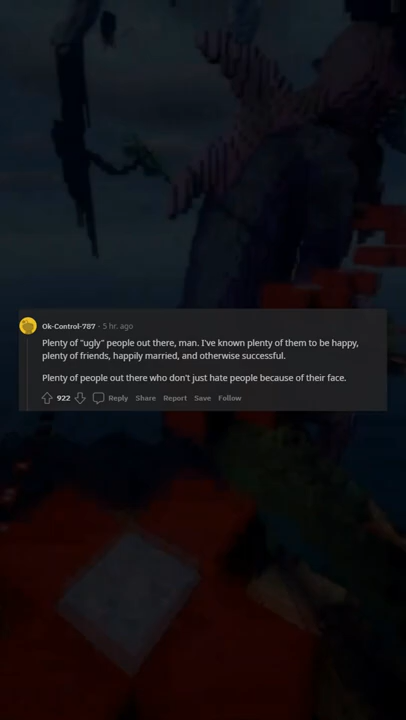 Ok-Control-787 · 5 hr. ago
Plenty of "ugly" people out there, man. I've known plenty of them to be happy,
plenty of friends, happily married, and otherwise successful.
Plenty of people out there who don't just hate people because of their face.
922 Reply Share Report Save Follow